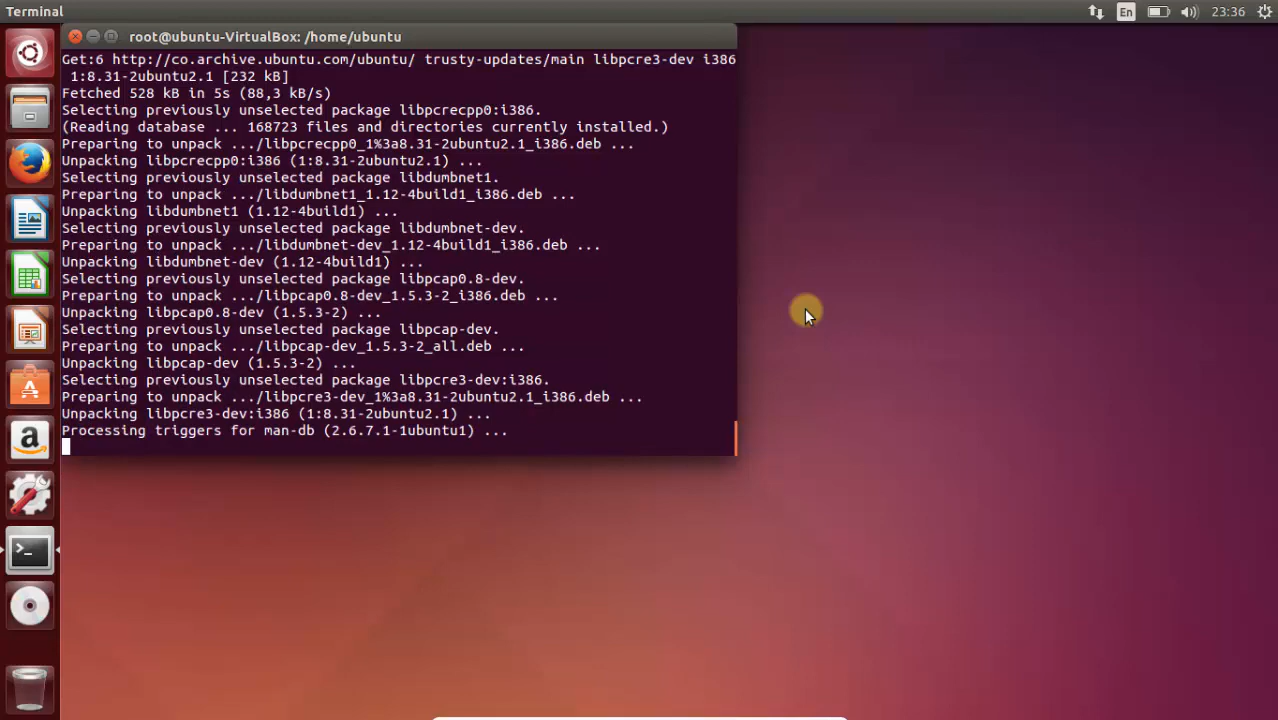 Terminal
En
23:36
root@ubuntu-VirtualBox: /home/ubuntu
Get:6 http://co.archive.ubuntu.com/ubuntu/ trusty-updates/main libpcre3-dev i386
1:8.31-2ubuntu2.1 [232 kB]
Fetched 528 kB in 5s (88,3 kB/s)
Selecting previously unselected package libpcrecpp0:i386.
(Reading database ... 168723 files and directories currently installed.)
Preparing to unpack .../libpcrecpp0_1%3a8.31-2ubuntu2.1_i386.deb ...
Unpacking libpcrecpp0:i386 (1:8.31-2ubuntu2.1) ...
Selecting previously unselected package libdumbnet1.
Preparing to unpack .../libdumbnet1_1.12-4build1_i386.deb ...
Unpacking libdumbnet1 (1.12-4build1) ...
Selecting previously unselected package libdumbnet-dev.
Preparing to unpack .../libdumbnet-dev_1.12-4build1_i386.deb ...
Unpacking libdumbnet-dev (1.12-4build1) ...
Selecting previously unselected package libpcap0.8-dev.
Preparing to unpack .../libpcap0.8-dev_1.5.3-2_i386.deb ...
Unpacking libpcap0.8-dev (1.5.3-2) ...
Selecting previously unselected package libpcap-dev.
Preparing to unpack .../libpcap-dev_1.5.3-2_all.deb ...
Unpacking libpcap-dev (1.5.3-2) ...
Selecting previously unselected package libpcre3-dev:i386.
Preparing to unpack .../libpcre3-dev_1%3a8.31-2ubuntu2.1_i386.deb ...
Unpacking libpcre3-dev:i386 (1:8.31-2ubuntu2.1) ...
Processing triggers for man-db (2.6.7.1-1ubuntu1) ...